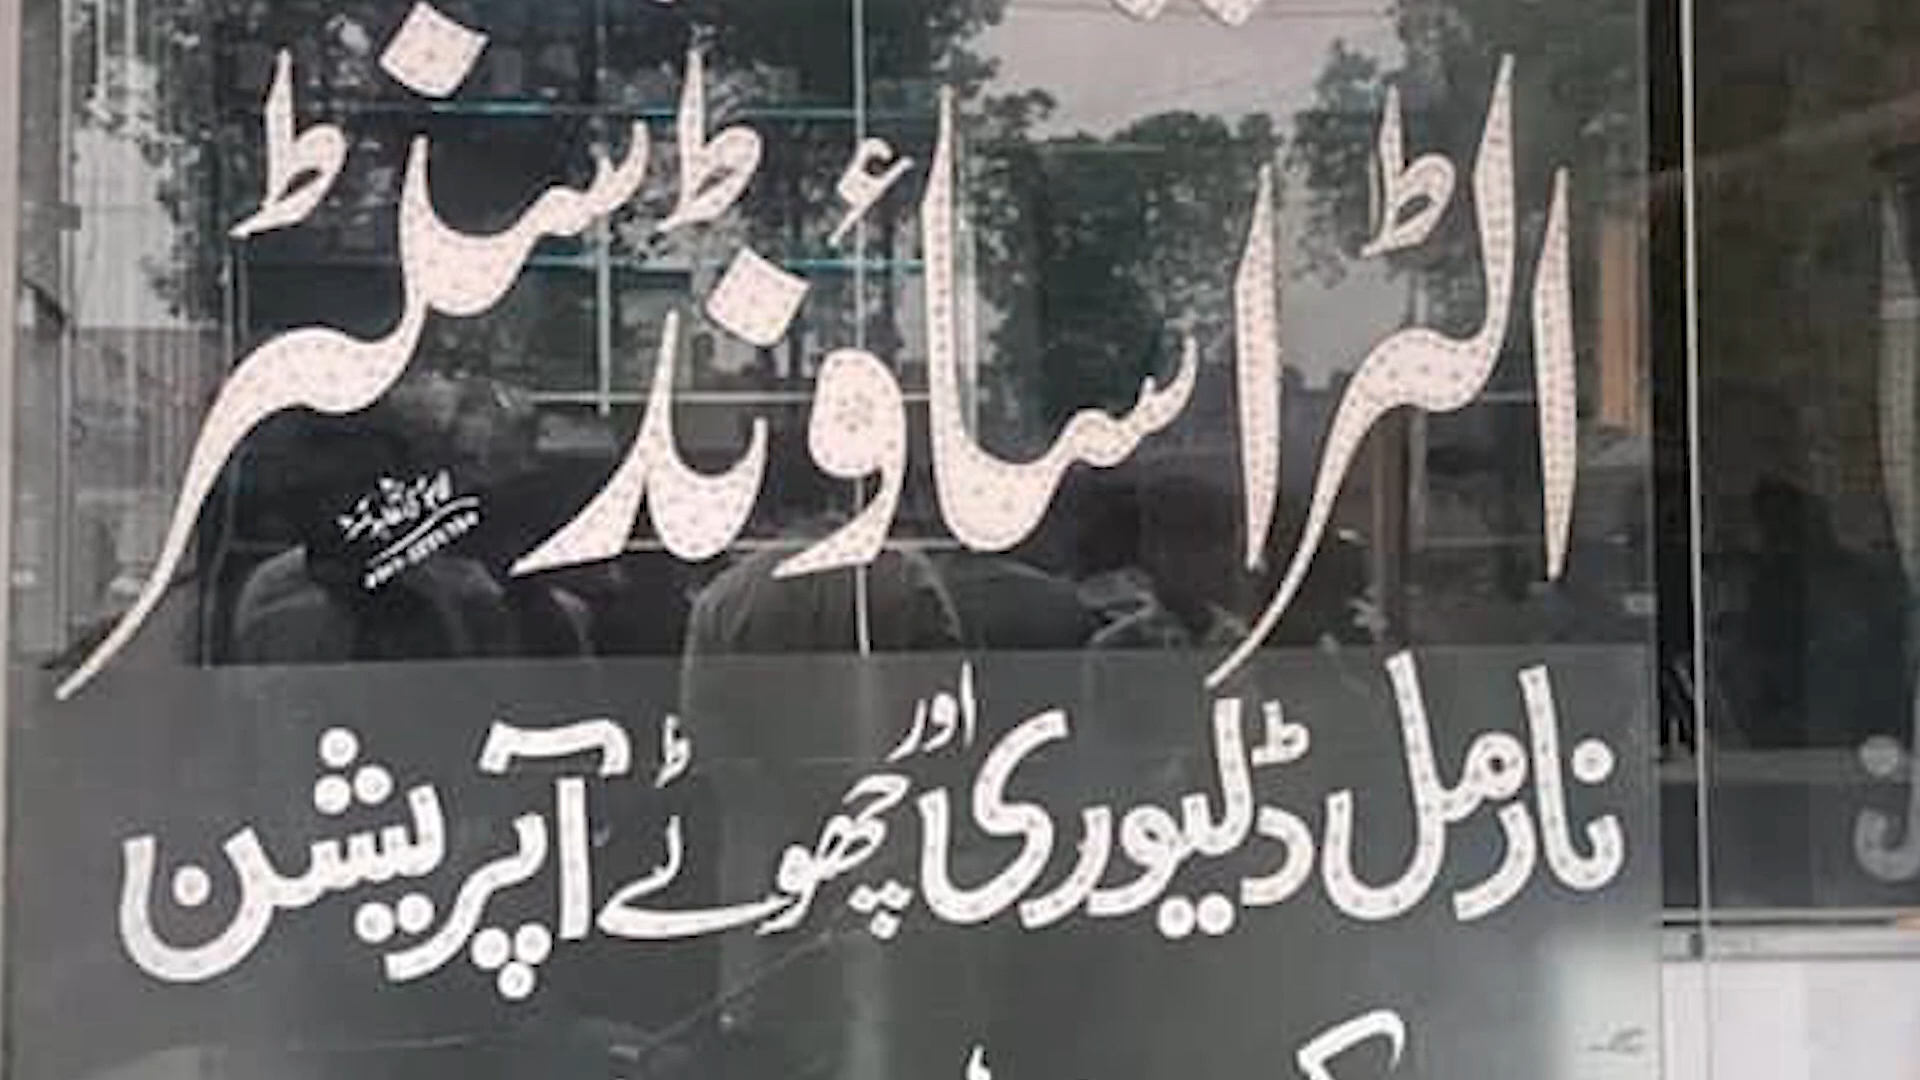 الٹراساؤنڈ سنٹر
نارمل ڈلیوری اور چھوٹے آپریشن